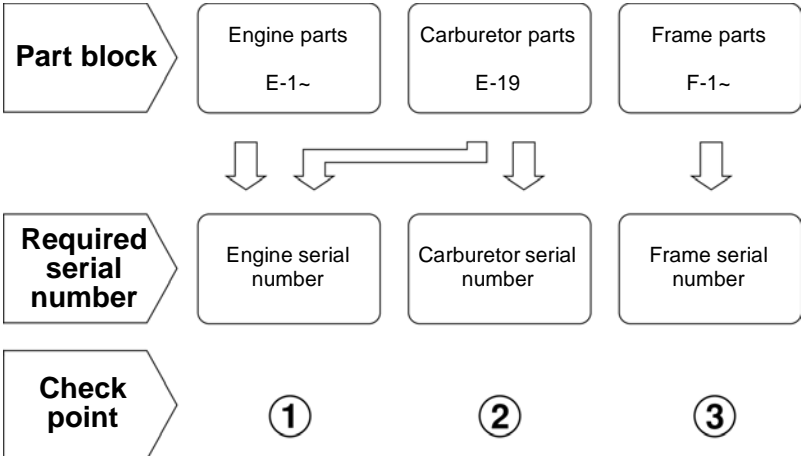 Part block
Engine parts
E-1~
Carburetor parts
E-19
Frame parts
F-1~
Required
serial
number
Engine serial
number
Carburetor serial
number
Frame serial
number
Check
point
①
②
③